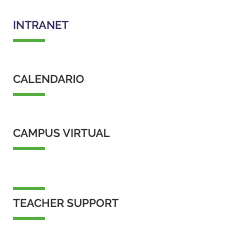 INTRANET
CALENDARIO
CAMPUS VIRTUAL
TEACHER SUPPORT